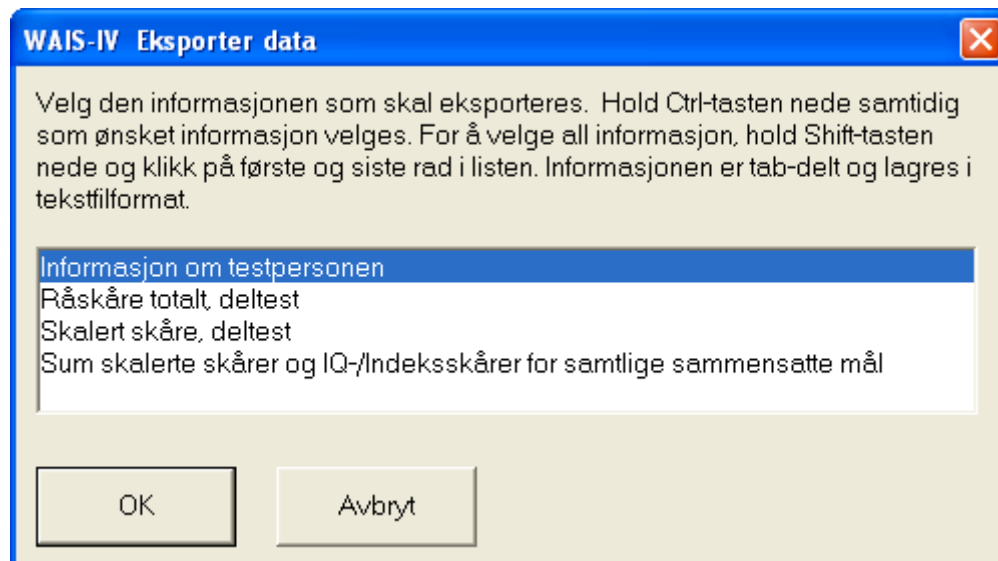 WAIS-IV Eksporter data
Velg den informasjonen som skal eksporteres. Hold Ctrl-tasten nede samtidig
som ønsket informasjon velges. For å velge all informasjon, hold Shift-tasten
nede og klikk på første og siste rad i listen. Informasjonen er tab-delt og lagres i
tekstfilformat.
Informasjon om testpersonen
Råskåre totalt, deltest
Skalert skåre, deltest
Sum skalerte skårer og IQ-/Indeksskårer for samtlige sammensatte mål
OK
Avbryt